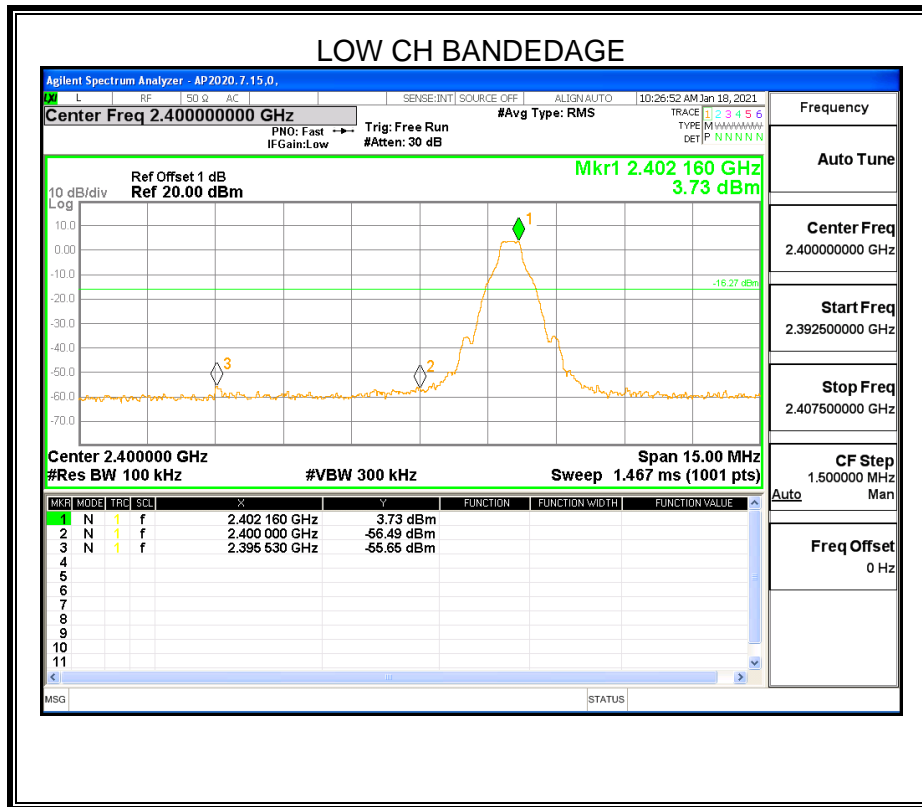 LOW CH BANDEDAGE
Agilent Spectrum Analyzer - AP2020.7.15,0,
LXI L RF 50 Ω AC SENSE:INT SOURCE OFF ALIGN AUTO 10:26:52 AM Jan 18, 2021
Center Freq 2.400000000 GHz
PNO: Fast
IFGain:Low
Trig: Free Run
#Atten: 30 dB
#Avg Type: RMS
TRACE 1 2 3 4 5 6
TYPE M W W W W W
DET P N N N N N
Mkr1 2.402 160 GHz
3.73 dBm
Ref Offset 1 dB
10 dB/div Ref 20.00 dBm
Log
10.0
0.00
-10.0
-20.0
-30.0
-40.0
-50.0
-60.0
-70.0
1
2
3
-16.27 dBm
Center 2.400000 GHz Span 15.00 MHz
#Res BW 100 kHz #VBW 300 kHz Sweep 1.467 ms (1001 pts)
MKR MODE TRC SCL X Y FUNCTION FUNCTION WIDTH FUNCTION VALUE
1 N 1 f 2.402 160 GHz 3.73 dBm
2 N 1 f 2.400 000 GHz -56.49 dBm
3 N 1 f 2.395 530 GHz -55.65 dBm
4
5
6
7
8
9
10
11
MSG STATUS
Frequency
Auto Tune
Center Freq
2.400000000 GHz
Start Freq
2.392500000 GHz
Stop Freq
2.407500000 GHz
CF Step
1.500000 MHz
Auto Man
Freq Offset
0 Hz